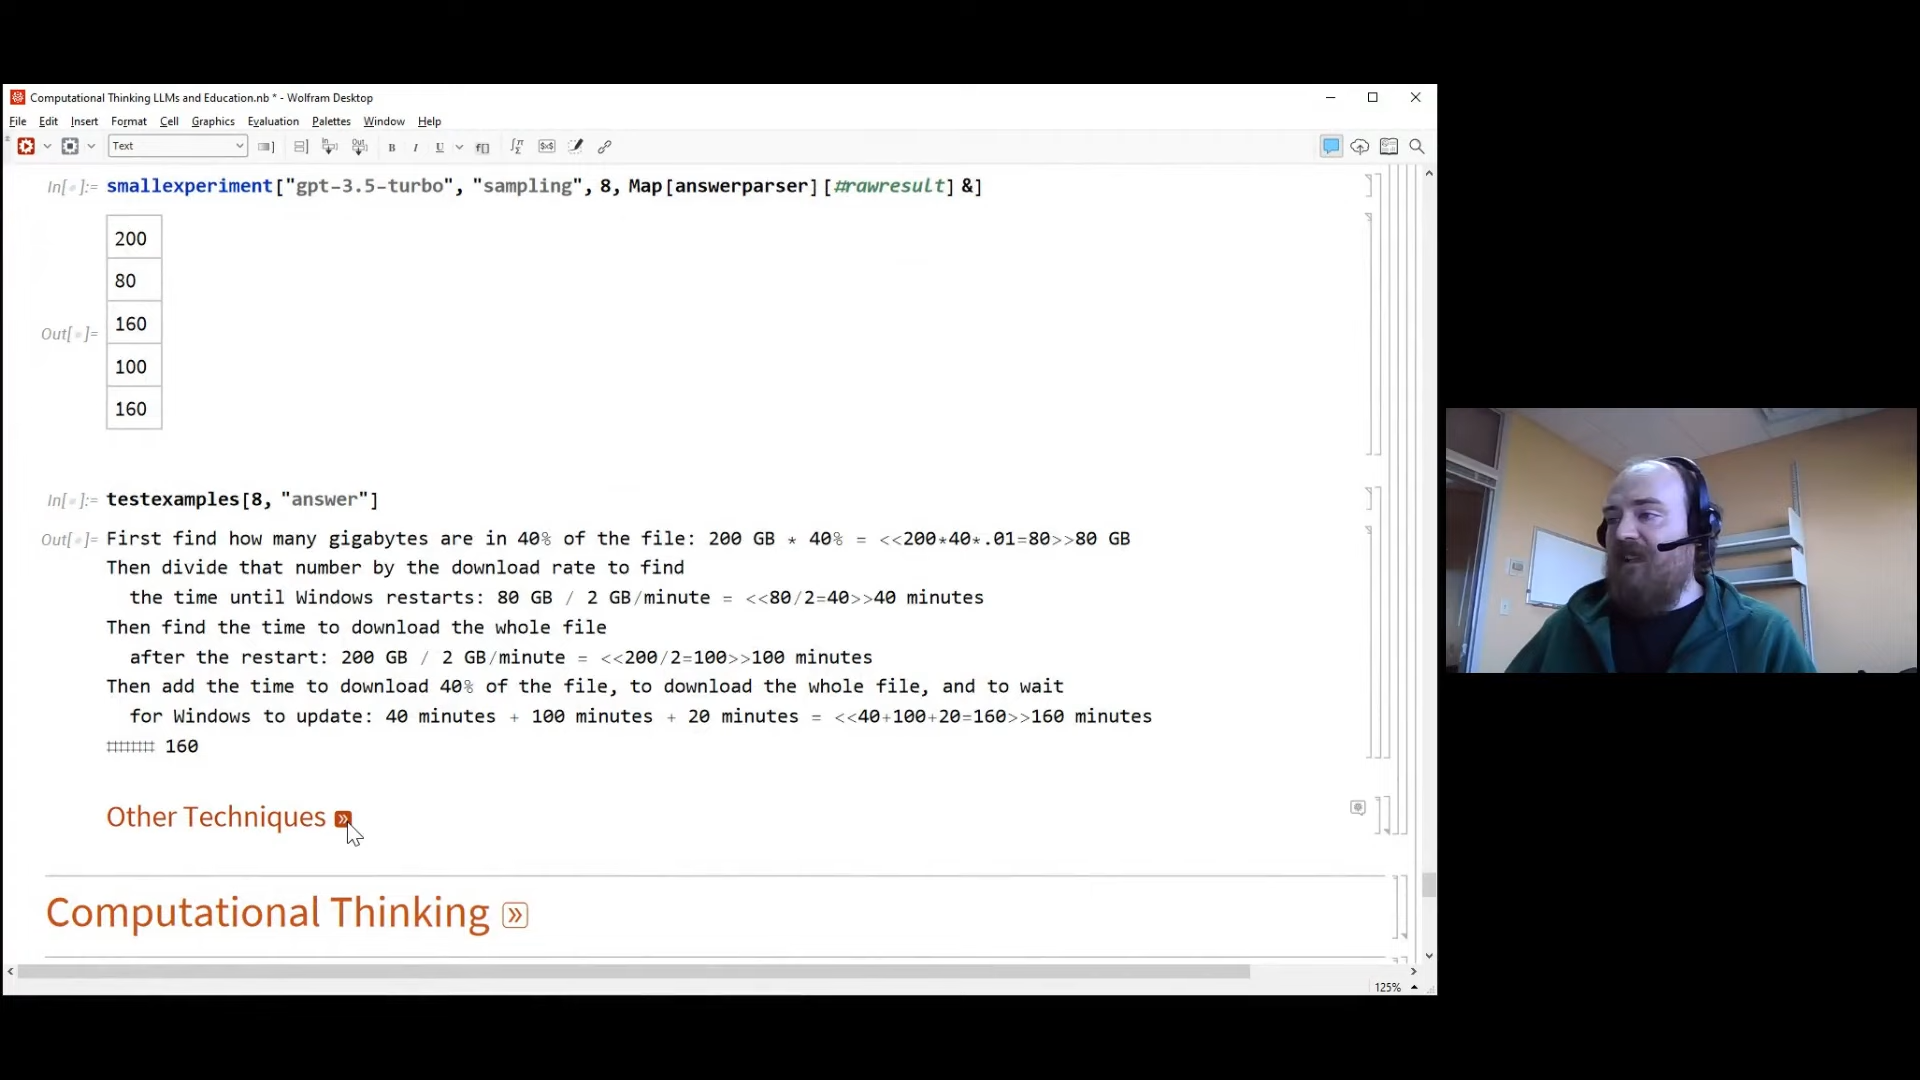 Computational Thinking LLMs and Education.nb * - Wolfram Desktop
File Edit Insert Format Cell Graphics Evaluation Palettes Window Help
Text
In[ ]:= smallexperiment["gpt-3.5-turbo", "sampling", 8, Map[answerparser][#rawresult] &]
200
80
160
100
160
Out[ ]=
In[ ]:= testexamples[8, "answer"]
Out[ ]= First find how many gigabytes are in 40% of the file: 200 GB * 40% = <<200*40*.01=80>>80 GB
Then divide that number by the download rate to find
the time until Windows restarts: 80 GB / 2 GB/minute = <<80/2=40>>40 minutes
Then find the time to download the whole file
after the restart: 200 GB / 2 GB/minute = <<200/2=100>>100 minutes
Then add the time to download 40% of the file, to download the whole file, and to wait
for Windows to update: 40 minutes + 100 minutes + 20 minutes = <<40+100+20=160>>160 minutes
#### 160
Other Techniques »
Computational Thinking »
125%